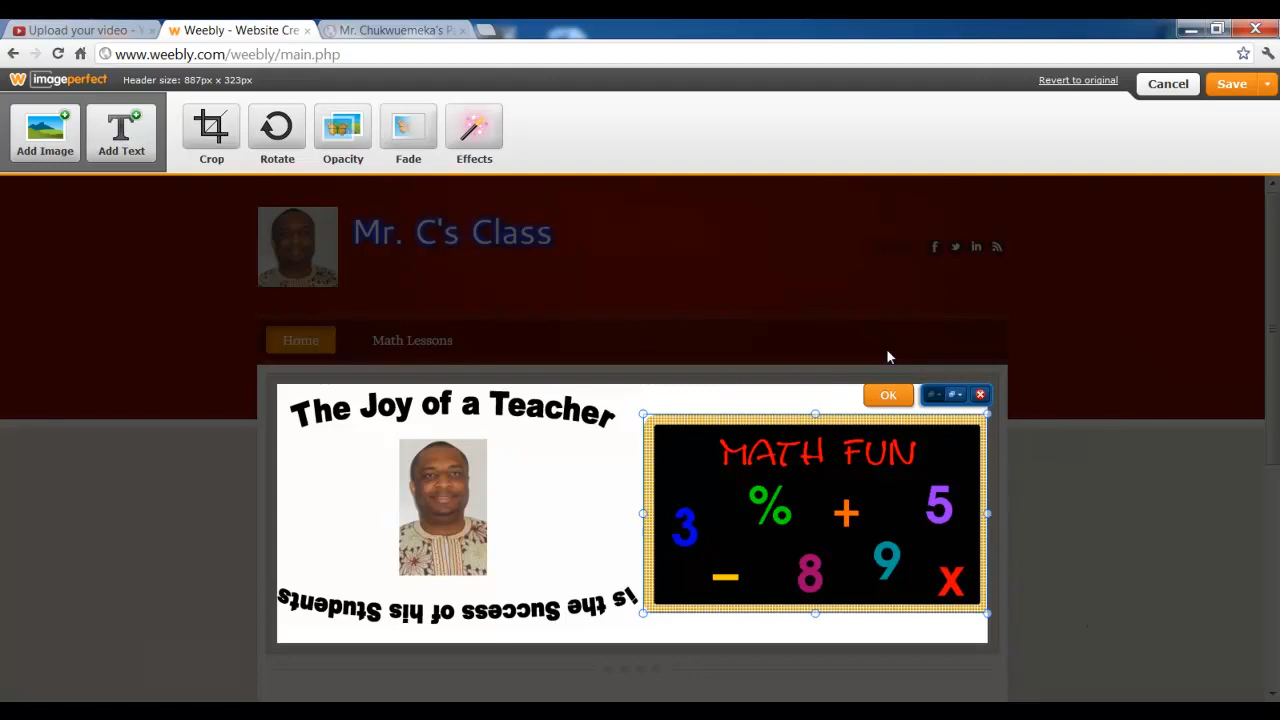 Upload your video - Y
Weebly - Website Cre
Mr. Chukwuemeka's P
www.weebly.com/weebly/main.php
imageperfect
Header size: 887px x 323px
Revert to original
Cancel
Save
Add Image
Add Text
Crop
Rotate
Opacity
Fade
Effects
Mr. C's Class
Home
Math Lessons
OK
The Joy of a Teacher
is the Success of his Students
MATH FUN
3 % + 5
- 8 9 x